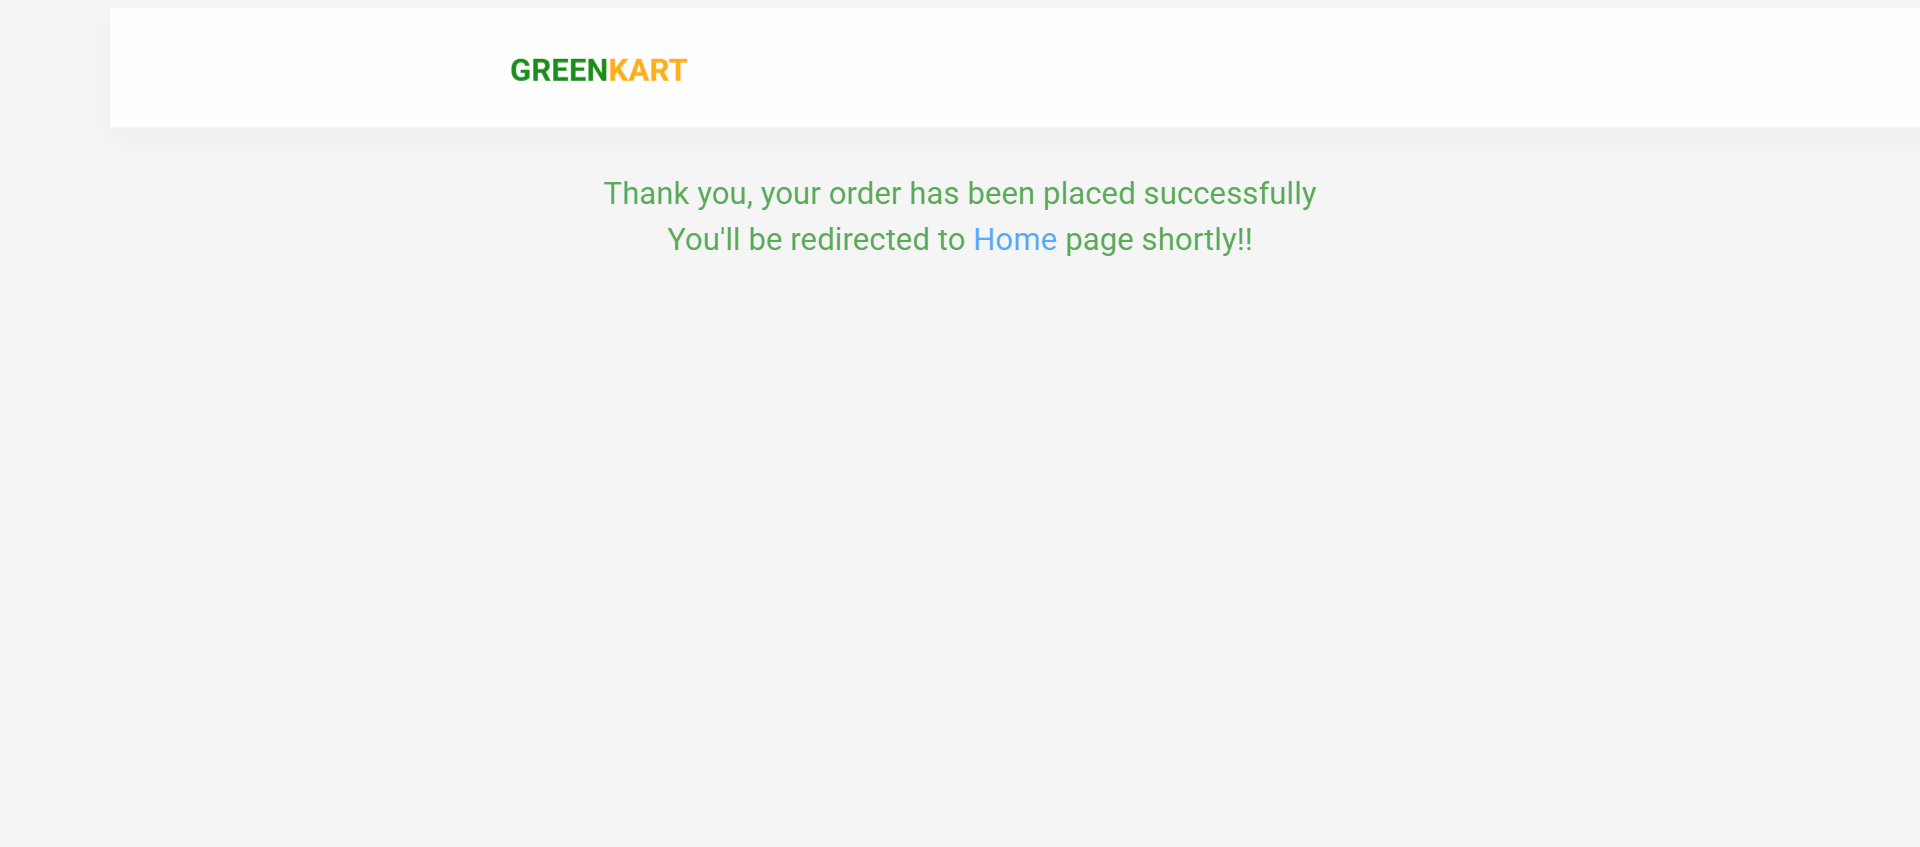 GREENKART
Thank you, your order has been placed successfully
You'll be redirected to Home page shortly!!